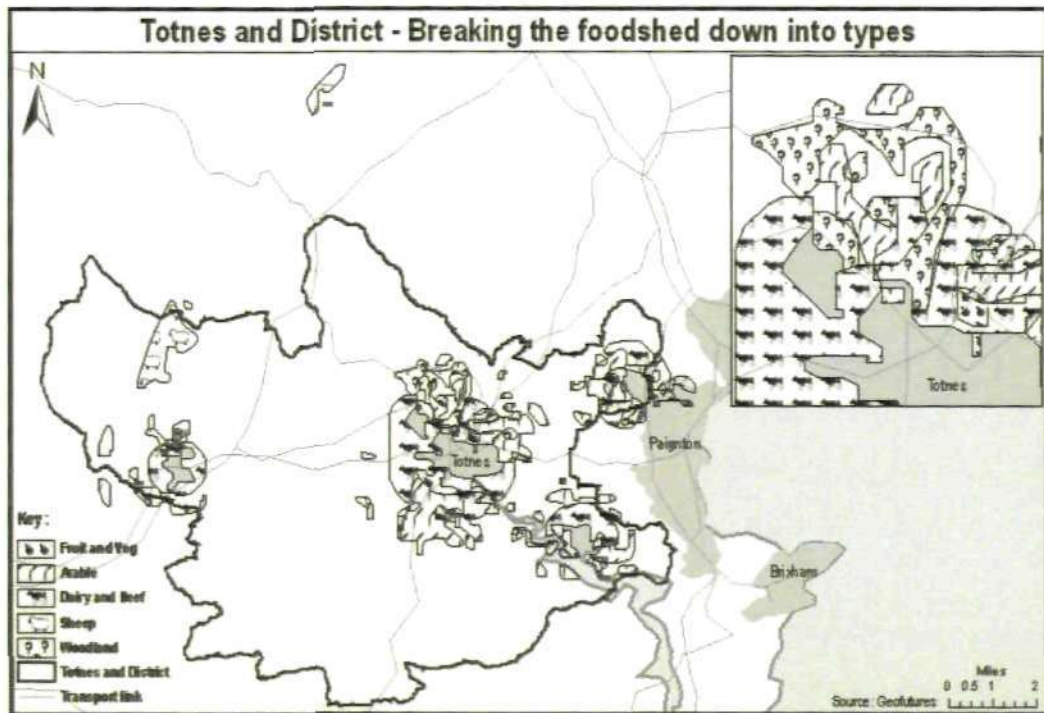 Totnes and District - Breaking the foodshed down into types
N
Totnes
Totnes
Paignton
Brixham
Key :
Fruit and Veg
Arable
Dairy and Beef
Sheep
Woodland
Totnes and District
Transport link
Miles
0 0.5 1 2
Source: Geofutures